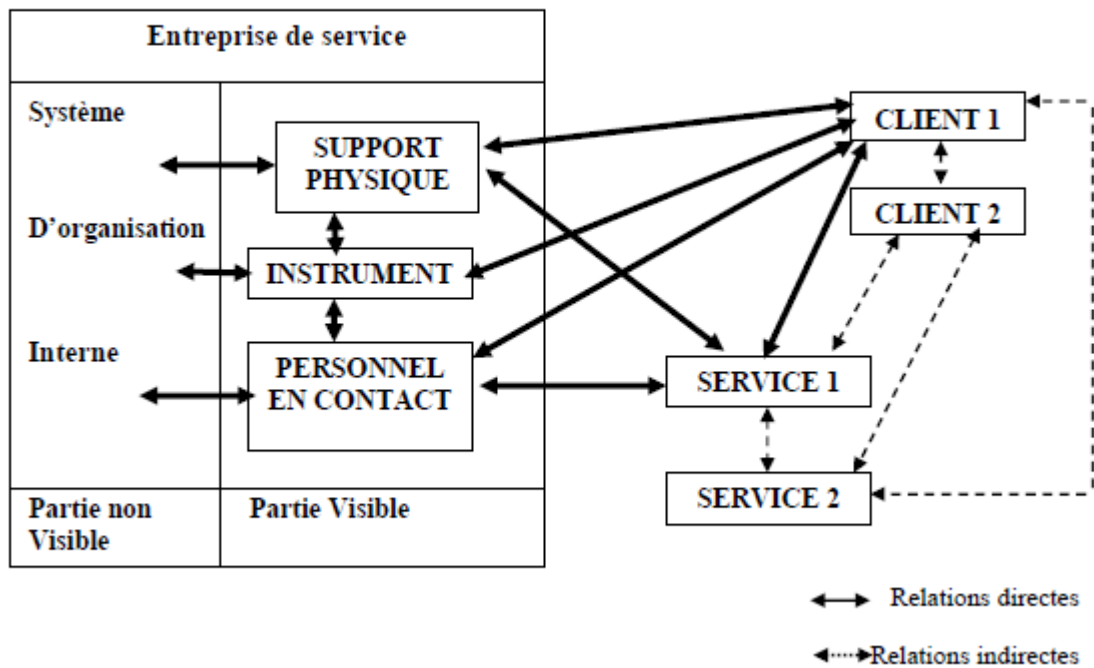 Entreprise de service
Système
D'organisation
Interne
SUPPORT
PHYSIQUE
INSTRUMENT
PERSONNEL
EN CONTACT
Partie non
Visible
Partie Visible
CLIENT 1
CLIENT 2
SERVICE 1
SERVICE 2
Relations directes
Relations indirectes